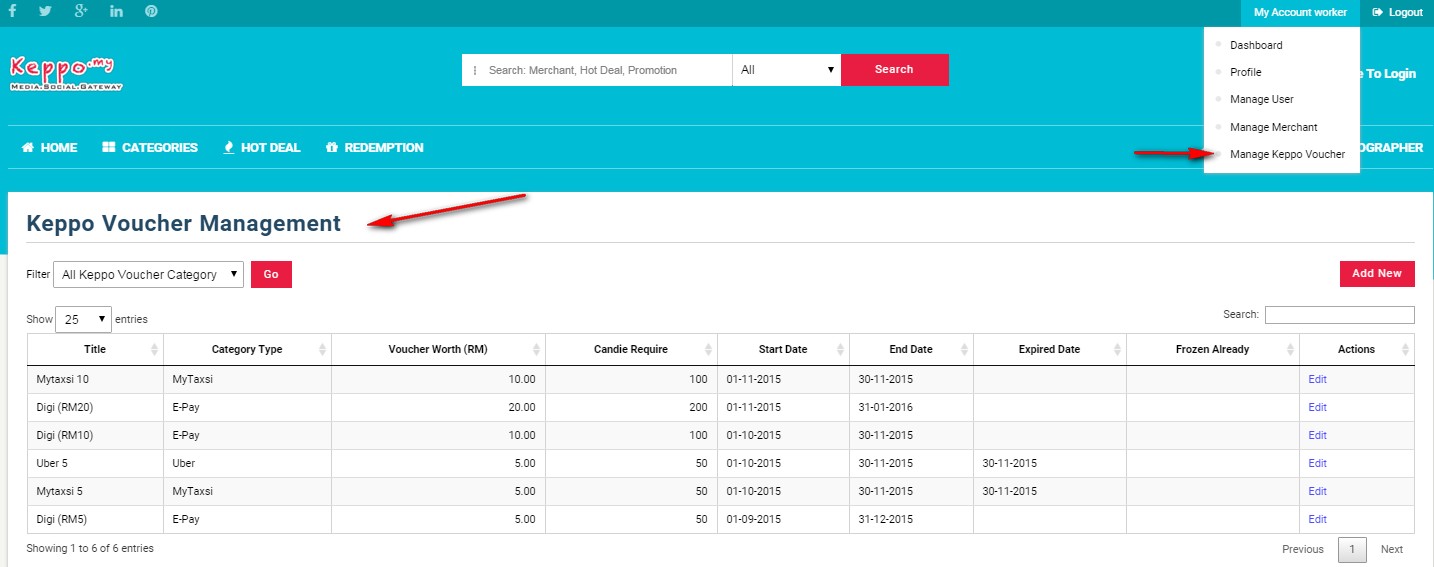 My Account worker Logout
Dashboard
Profile
Manage User
Manage Merchant
Manage Keppo Voucher
Keppo.my
MEDIA.SOCIAL.GATEWAY
Search: Merchant, Hot Deal, Promotion All Search
To Login
HOME CATEGORIES HOT DEAL REDEMPTION
Keppo Voucher Management
Filter All Keppo Voucher Category Go Add New
Show 25 entries Search:
Title Category Type Voucher Worth (RM) Candie Require Start Date End Date Expired Date Frozen Already Actions
Mytaxsi 10 MyTaxsi 10.00 100 01-11-2015 30-11-2015 Edit
Digi (RM20) E-Pay 20.00 200 01-11-2015 31-01-2016 Edit
Digi (RM10) E-Pay 10.00 100 01-10-2015 30-11-2015 Edit
Uber 5 Uber 5.00 50 01-10-2015 30-11-2015 30-11-2015 Edit
Mytaxsi 5 MyTaxsi 5.00 50 01-10-2015 30-11-2015 30-11-2015 Edit
Digi (RM5) E-Pay 5.00 50 01-09-2015 31-12-2015 Edit
Showing 1 to 6 of 6 entries Previous 1 Next